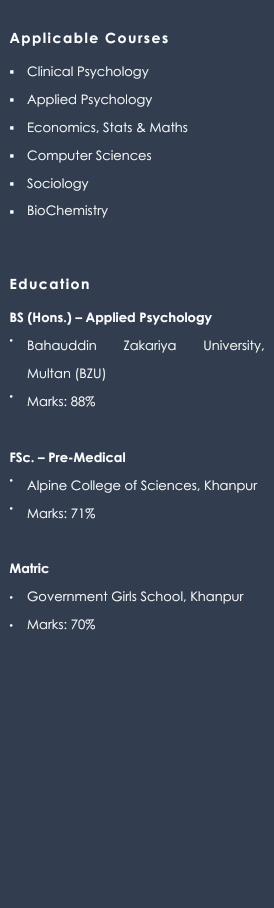 Applicable Courses
▪ Clinical Psychology
▪ Applied Psychology
▪ Economics, Stats & Maths
▪ Computer Sciences
▪ Sociology
▪ BioChemistry
Education
BS (Hons.) – Applied Psychology
• Bahauddin Zakariya University,
Multan (BZU)
• Marks: 88%
FSc. – Pre-Medical
• Alpine College of Sciences, Khanpur
• Marks: 71%
Matric
• Government Girls School, Khanpur
• Marks: 70%